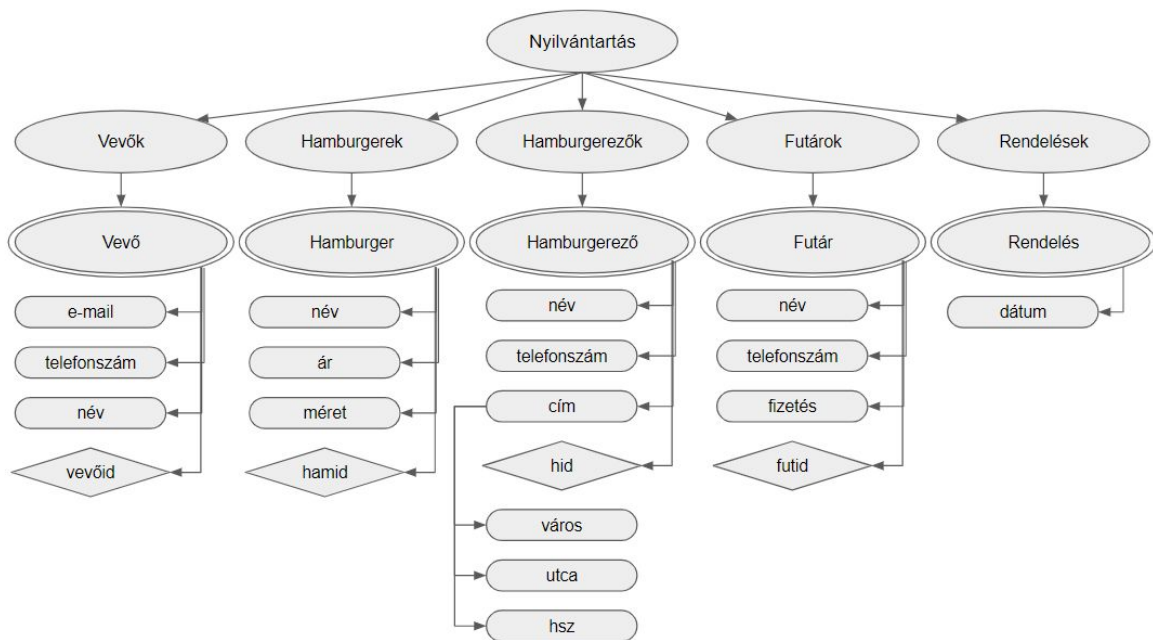 Nyilvántartás
Vevők
Hamburgerek
Hamburgerezők
Futárok
Rendelések
Vevő
Hamburger
Hamburgerező
Futár
Rendelés
e-mail
telefonszám
név
vevőid
név
ár
méret
hamid
név
telefonszám
cím
hid
város
utca
hsz
név
telefonszám
fizetés
futid
dátum